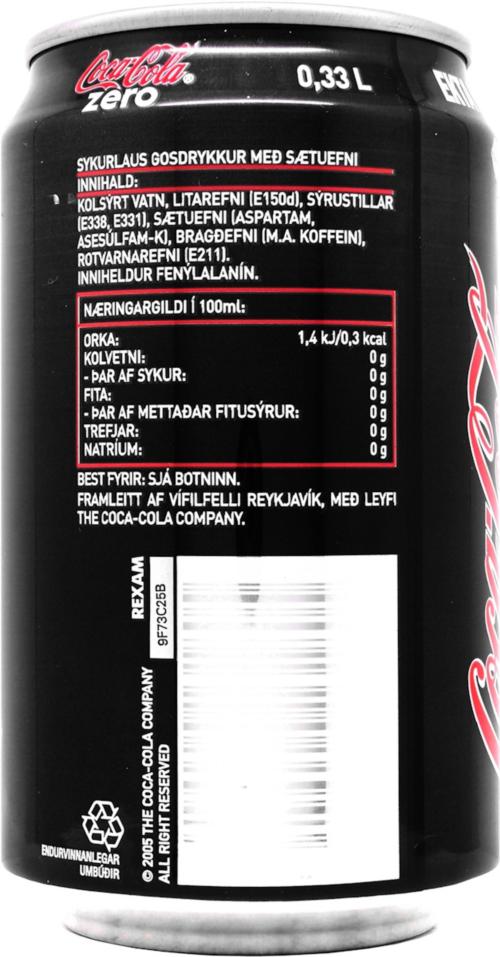 Coca-Cola®
zero
0,33 L
SYKURLAUS GOSDRYKKUR MEÐ SÆTUEFNI
INNIHALD:
KOLSÝRT VATN, LITAREFNI (E150d), SÝRUSTILLAR
(E338, E331), SÆTUEFNI (ASPARTAM,
ASESÚLFAM-K), BRAGÐEFNI (M.A. KOFFEIN),
ROTVARNAREFNI (E211).
INNIHELDUR FENÝLALANÍN.
NÆRINGARGILDI Í 100ml:
ORKA: 1,4 kJ/0,3 kcal
KOLVETNI: 0 g
- ÞAR AF SYKUR: 0 g
FITA: 0 g
- ÞAR AF METTAÐAR FITUSÝRUR: 0 g
TREFJAR: 0 g
NATRÍUM: 0 g
BEST FYRIR: SJÁ BOTNINN.
FRAMLEITT AF VÍFILFELLI REYKJAVÍK, MEÐ LEYFI
THE COCA-COLA COMPANY.
REXAM
9F73C25B
© 2005 THE COCA-COLA COMPANY
ALL RIGHT RESERVED
ENDURVINNANLEGAR
UMBÚÐIR